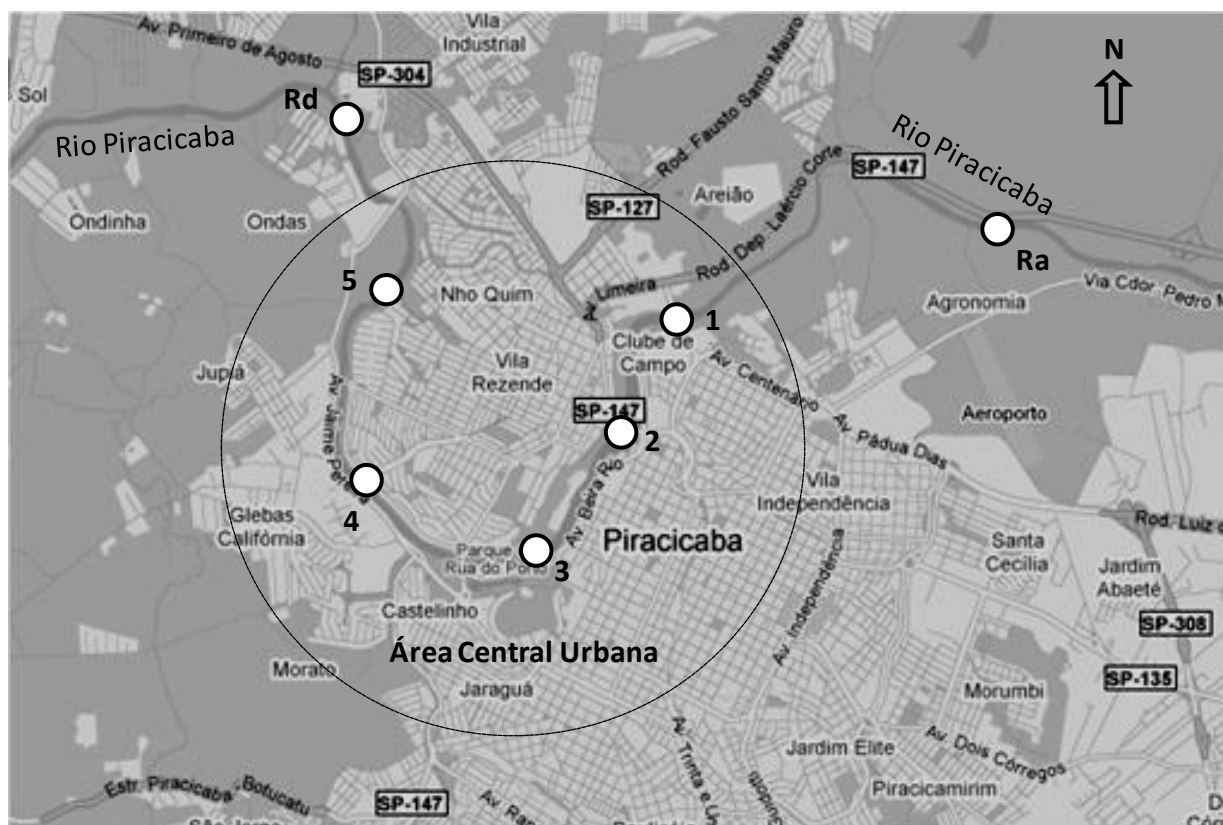 Av. Primeiro de Agosto
Vila
Industrial
SP-304
Sol
Rd
Rio Piracicaba
Rod. Fausto Santo Mauro
N
Rio Piracicaba
SP-147
Rod. Dep. Laércio Corte
Areião
SP-127
Ondinha
Ondas
Ra
5
Nho Quim
Av. Limeira
Agronomia
Via Cdor. Pedro M
1
Clube de
Campo
Vila
Rezende
Jupiá
Av. Centenário
Av. Jaime Pereira
SP-147
Aeroporto
2
Av. Pádua Dias
Av. Beira Rio
Vila
Independência
4
Glebas
Califórnia
Piracicaba
Rod. Luiz d
Parque
Rua do Porto
3
Santa
Cecília
Jardim
Abaeté
Av. Independência
Castelinho
SP-308
Área Central Urbana
Morato
Jaraguá
SP-135
Morumbi
Av. Dois Córregos
Jardim Elite
Piracicamirim
Estr. Piracicaba
Botucatu
SP-147
Av. Trinta e U